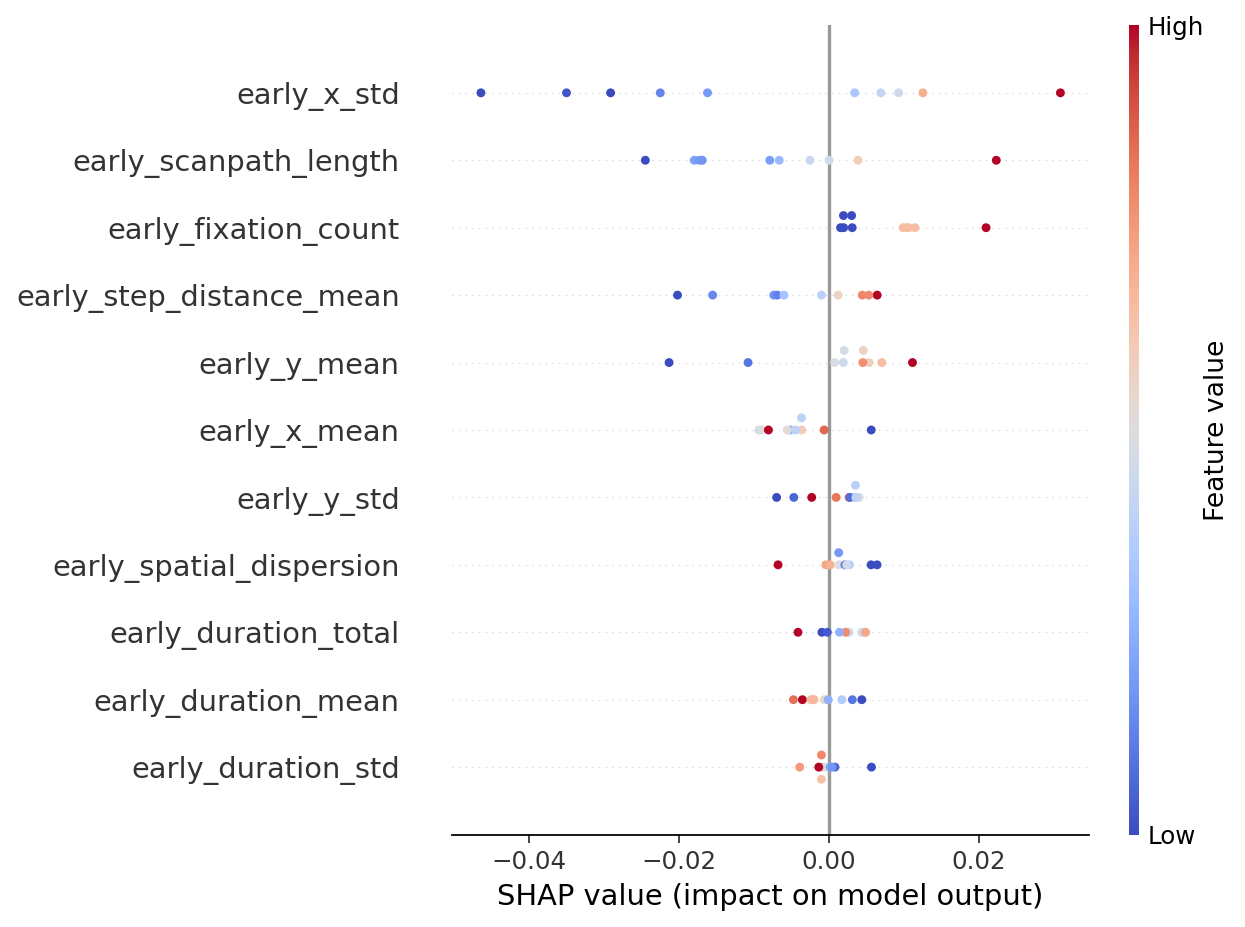 High
early_x_std
early_scanpath_length
early_fixation_count
early_step_distance_mean
early_y_mean
early_x_mean
early_y_std
early_spatial_dispersion
early_duration_total
early_duration_mean
early_duration_std
Feature value
Low
−0.04 −0.02 0.00 0.02
SHAP value (impact on model output)